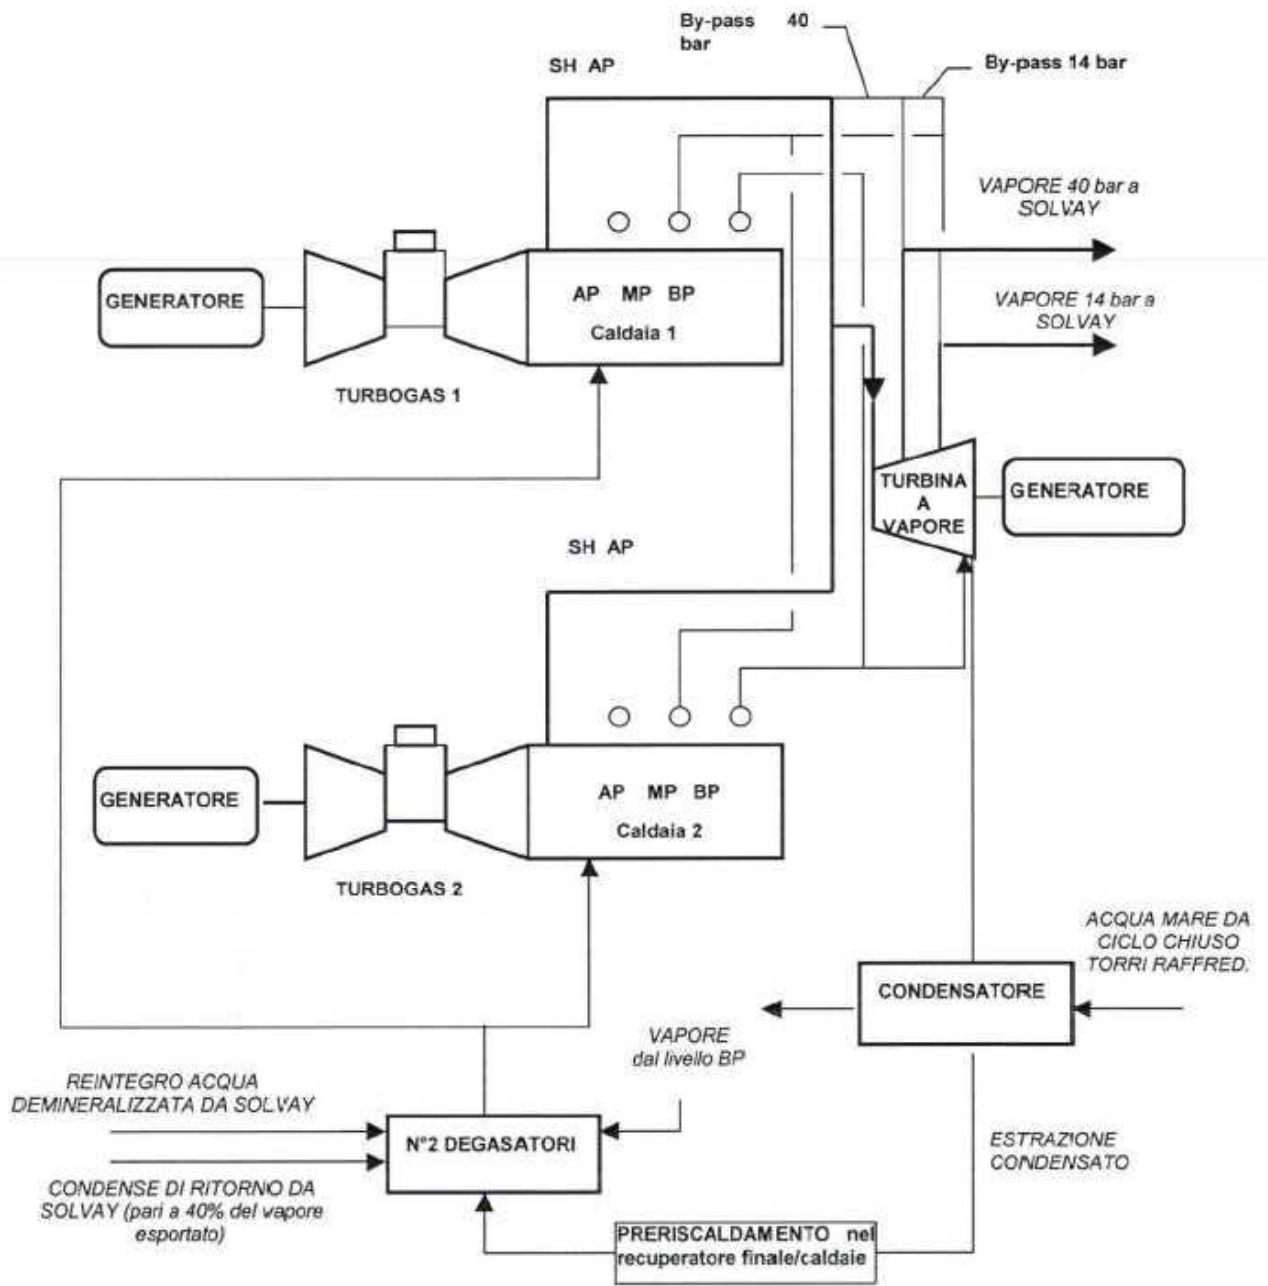 By-pass 40
bar
By-pass 14 bar
SH AP
VAPORE 40 bar a
SOLVAY
GENERATORE
AP MP BP
Caldaia 1
VAPORE 14 bar a
SOLVAY
TURBOGAS 1
TURBINA
A
VAPORE
GENERATORE
SH AP
GENERATORE
AP MP BP
Caldaia 2
TURBOGAS 2
ACQUA MARE DA
CICLO CHIUSO
TORRI RAFFRED.
CONDENSATORE
VAPORE
dal livello BP
REINTEGRO ACQUA
DEMINERALIZZATA DA SOLVAY
N°2 DEGASATORI
ESTRAZIONE
CONDENSATO
CONDENSE DI RITORNO DA
SOLVAY (pari a 40% del vapore
esportato)
PRERISCALDAMENTO nel
recuperatore finale/caldaie